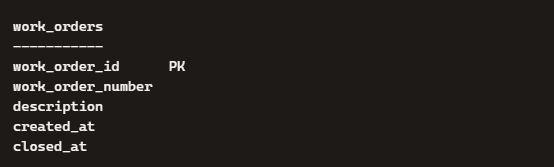 work_orders
-----------
work_order_id      PK
work_order_number
description
created_at
closed_at